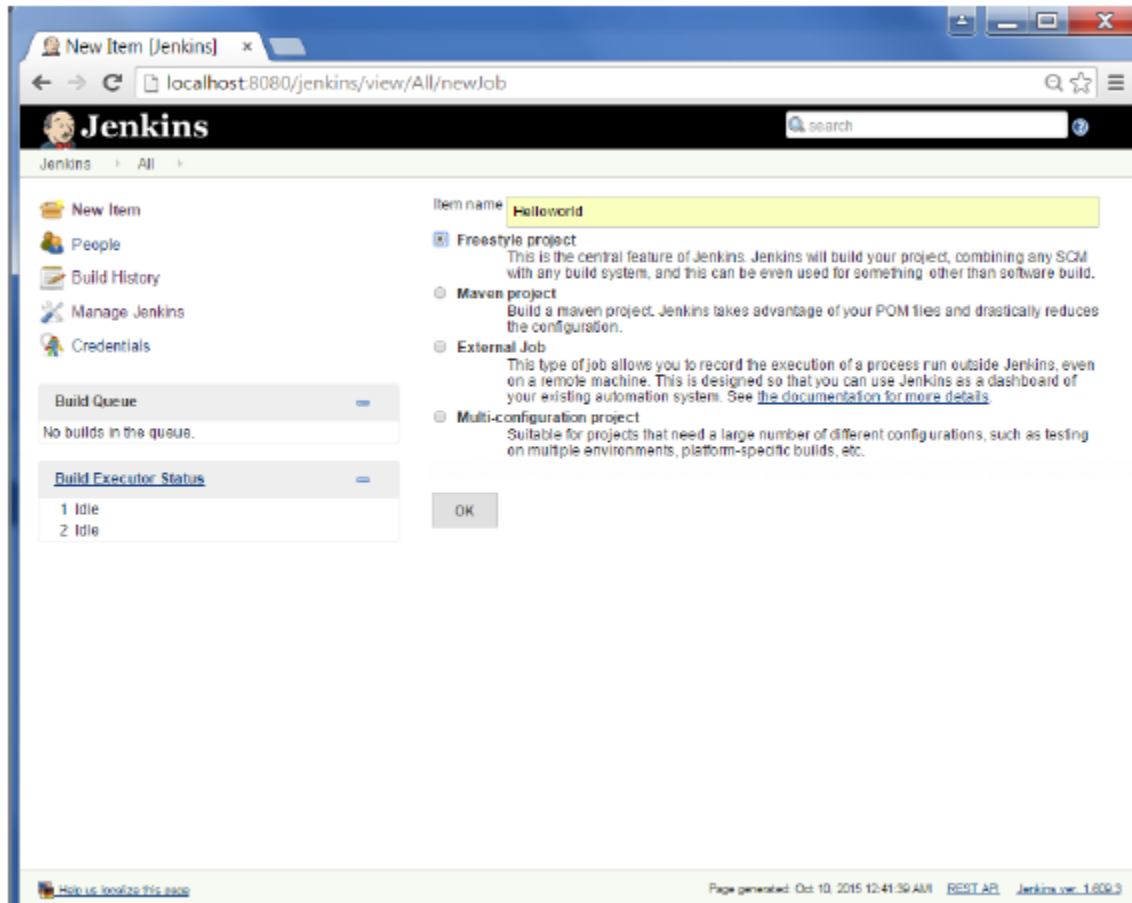 New Item [Jenkins]
localhost:8080/jenkins/view/All/newJob
Jenkins
search
Jenkins
All
New Item
People
Build History
Manage Jenkins
Credentials
Build Queue
No builds in the queue.
Build Executor Status
1 Idle
2 Idle
Item name Helloworld
Freestyle project
This is the central feature of Jenkins. Jenkins will build your project, combining any SCM
with any build system, and this can be even used for something other than software build.
Maven project
Build a maven project. Jenkins takes advantage of your POM files and drastically reduces
the configuration.
External Job
This type of job allows you to record the execution of a process run outside Jenkins, even
on a remote machine. This is designed so that you can use Jenkins as a dashboard of
your existing automation system. See the documentation for more details.
Multi-configuration project
Suitable for projects that need a large number of different configurations, such as testing
on multiple environments, platform-specific builds, etc.
OK
Help us localize this page
Page generated: Oct 10, 2015 12:41:39 AM
REST API
Jenkins ver. 1.609.3